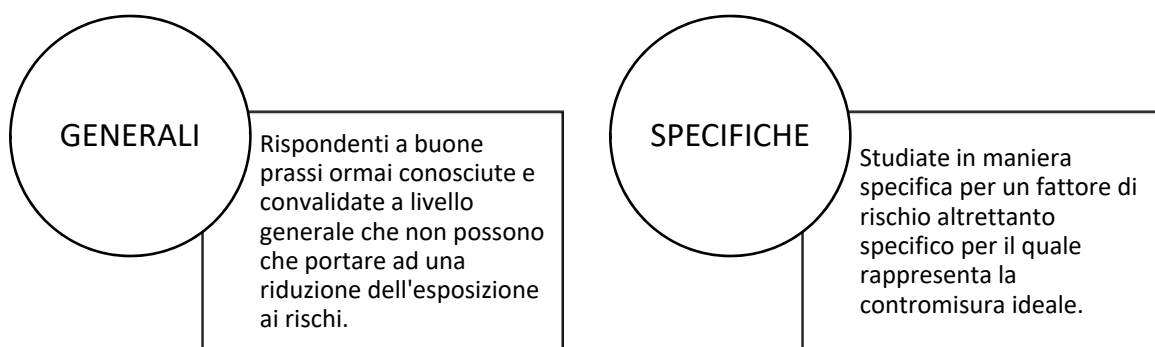 GENERALI
Rispondenti a buone
prassi ormai conosciute e
convalidate a livello
generale che non possono
che portare ad una
riduzione dell'esposizione
ai rischi.
SPECIFICHE
Studiate in maniera
specifica per un fattore di
rischio altrettanto
specifico per il quale
rappresenta la
contromisura ideale.